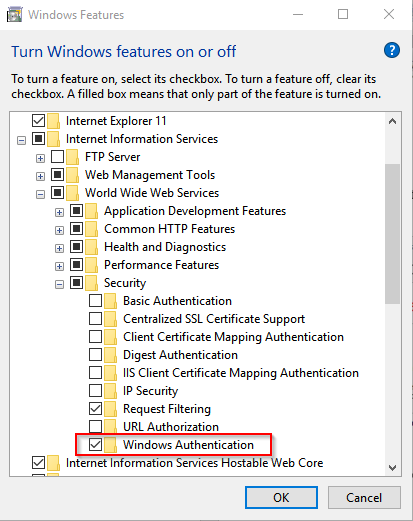 Windows Features
Turn Windows features on or off
?
To turn a feature on, select its checkbox. To turn a feature off, clear its
checkbox. A filled box means that only part of the feature is turned on.
Internet Explorer 11
Internet Information Services
FTP Server
Web Management Tools
World Wide Web Services
Application Development Features
Common HTTP Features
Health and Diagnostics
Performance Features
Security
Basic Authentication
Centralized SSL Certificate Support
Client Certificate Mapping Authentication
Digest Authentication
IIS Client Certificate Mapping Authentication
IP Security
Request Filtering
URL Authorization
Windows Authentication
Internet Information Services Hostable Web Core
OK
Cancel